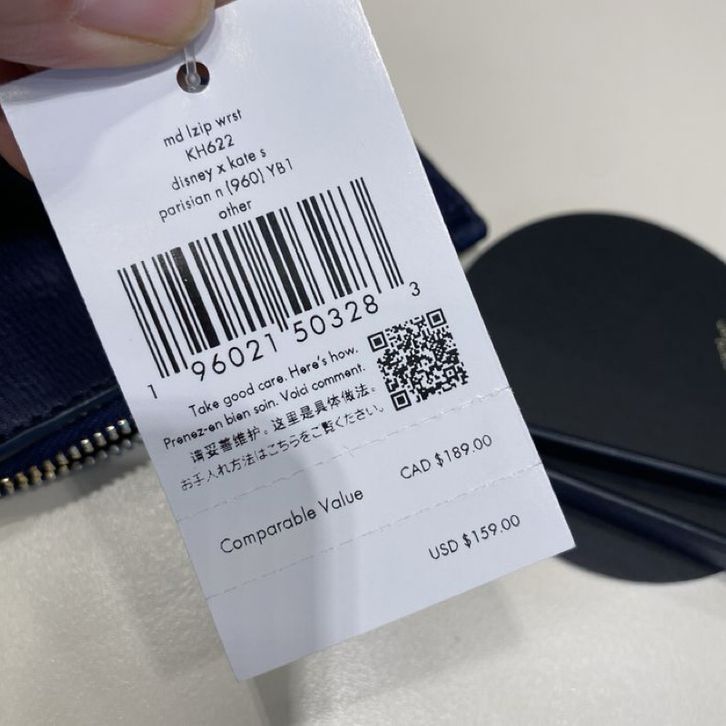 md lzip wrst
KH622
disney x kate s
parisian n (960) YB1
other
1 96021 50328 3
Take good care. Here's how.
Prenez-en bien soin. Voici comment.
请妥善维护。这里是具体做法。
お手入れ方法はこちらをご覧ください。
CAD $189.00
Comparable Value
USD $159.00